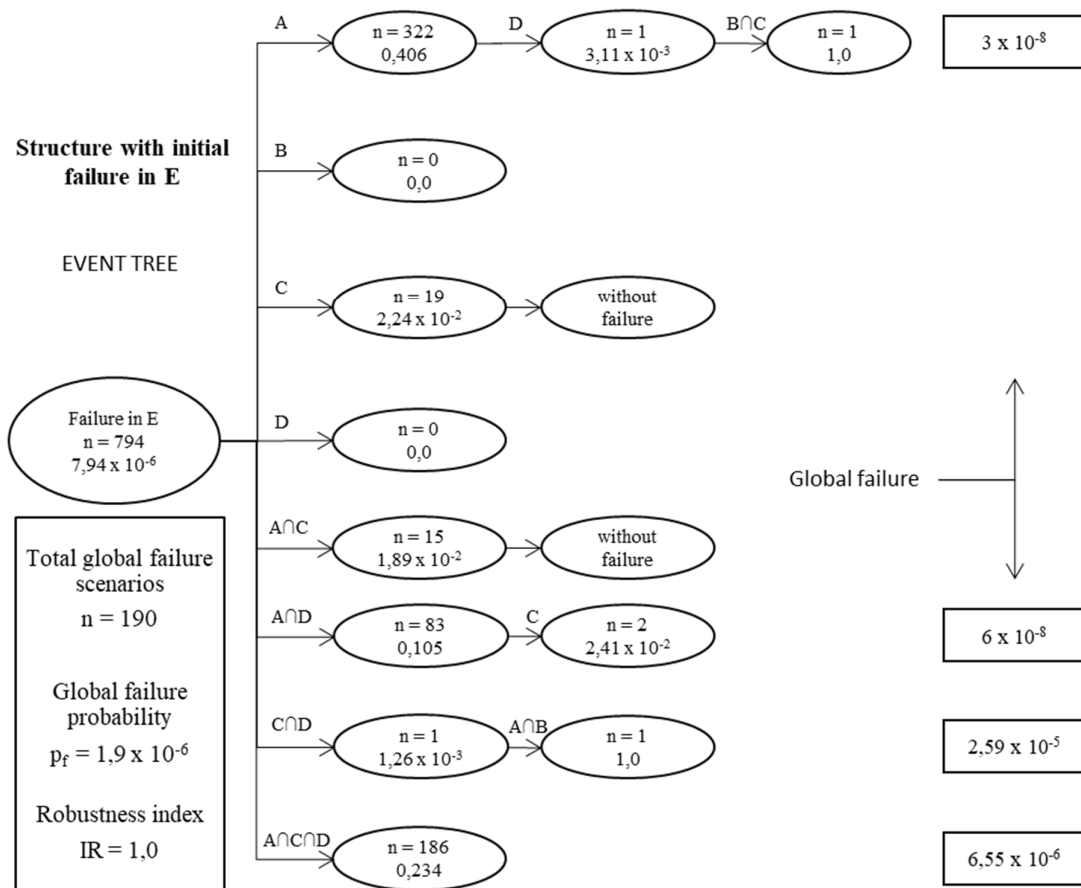 A
n = 322
0,406
D
n = 1
3,11 x 10-3
B∩C
n = 1
1,0
3 x 10-8
Structure with initial
failure in E
EVENT TREE
B
n = 0
0,0
C
n = 19
2,24 x 10-2
without
failure
Failure in E
n = 794
7,94 x 10-6
D
n = 0
0,0
Global failure
A∩C
n = 15
1,89 x 10-2
without
failure
A∩D
n = 83
0,105
C
n = 2
2,41 x 10-2
6 x 10-8
C∩D
n = 1
1,26 x 10-3
A∩B
n = 1
1,0
2,59 x 10-5
A∩C∩D
n = 186
0,234
6,55 x 10-6
Total global failure
scenarios
n = 190
Global failure
probability
pf = 1,9 x 10-6
Robustness index
IR = 1,0